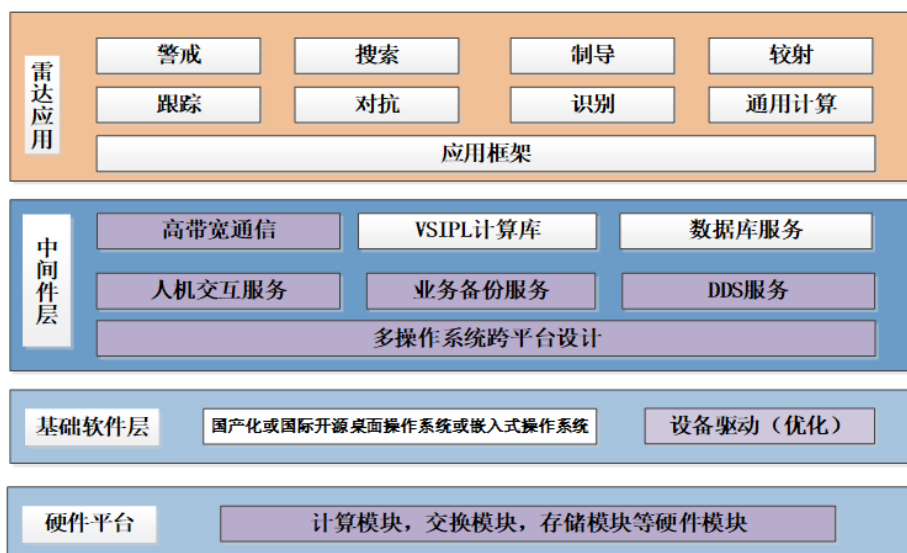 雷达应用
警戒
搜索
制导
较射
跟踪
对抗
识别
通用计算
应用框架
中间件层
高带宽通信
VSIPL计算库
数据库服务
人机交互服务
业务备份服务
DDS服务
多操作系统跨平台设计
基础软件层
国产化或国际开源桌面操作系统或嵌入式操作系统
设备驱动（优化）
硬件平台
计算模块，交换模块，存储模块等硬件模块